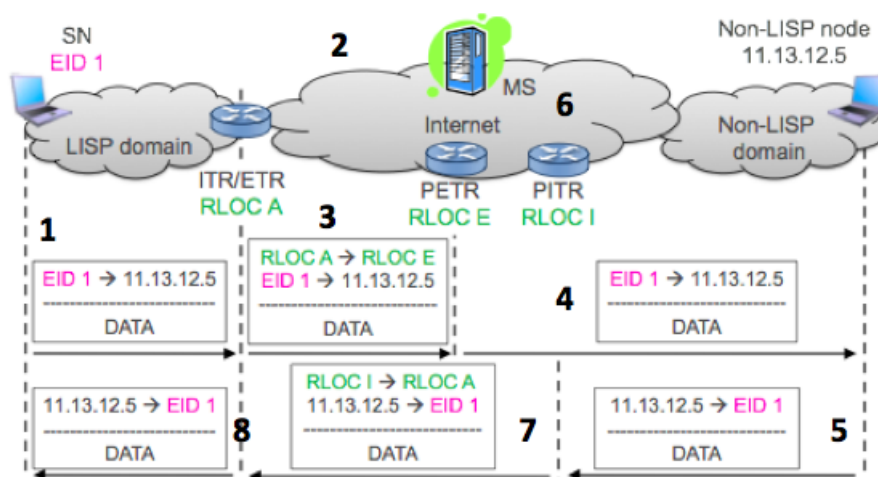 SN
EID 1
2
Non-LISP node
11.13.12.5
MS
6
Internet
LISP domain
Non-LISP
domain
ITR/ETR
RLOC A
PETR
RLOC E
PITR
RLOC I
1
3
EID 1 → 11.13.12.5
---------------------------
DATA
RLOC A → RLOC E
EID 1 → 11.13.12.5
---------------------------
DATA
4
EID 1 → 11.13.12.5
---------------------------
DATA
11.13.12.5 → EID 1
---------------------------
DATA
8
RLOC I → RLOC A
11.13.12.5 → EID 1
---------------------------
DATA
7
11.13.12.5 → EID 1
---------------------------
DATA
5